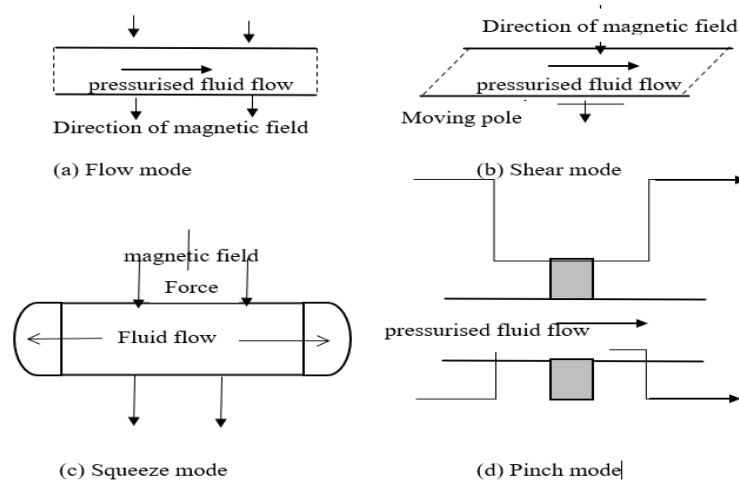 pressurised fluid flow
Direction of magnetic field
(a) Flow mode
Direction of magnetic field
pressurised fluid flow
Moving pole
(b) Shear mode
magnetic field
Force
Fluid flow
(c) Squeeze mode
pressurised fluid flow
(d) Pinch mode